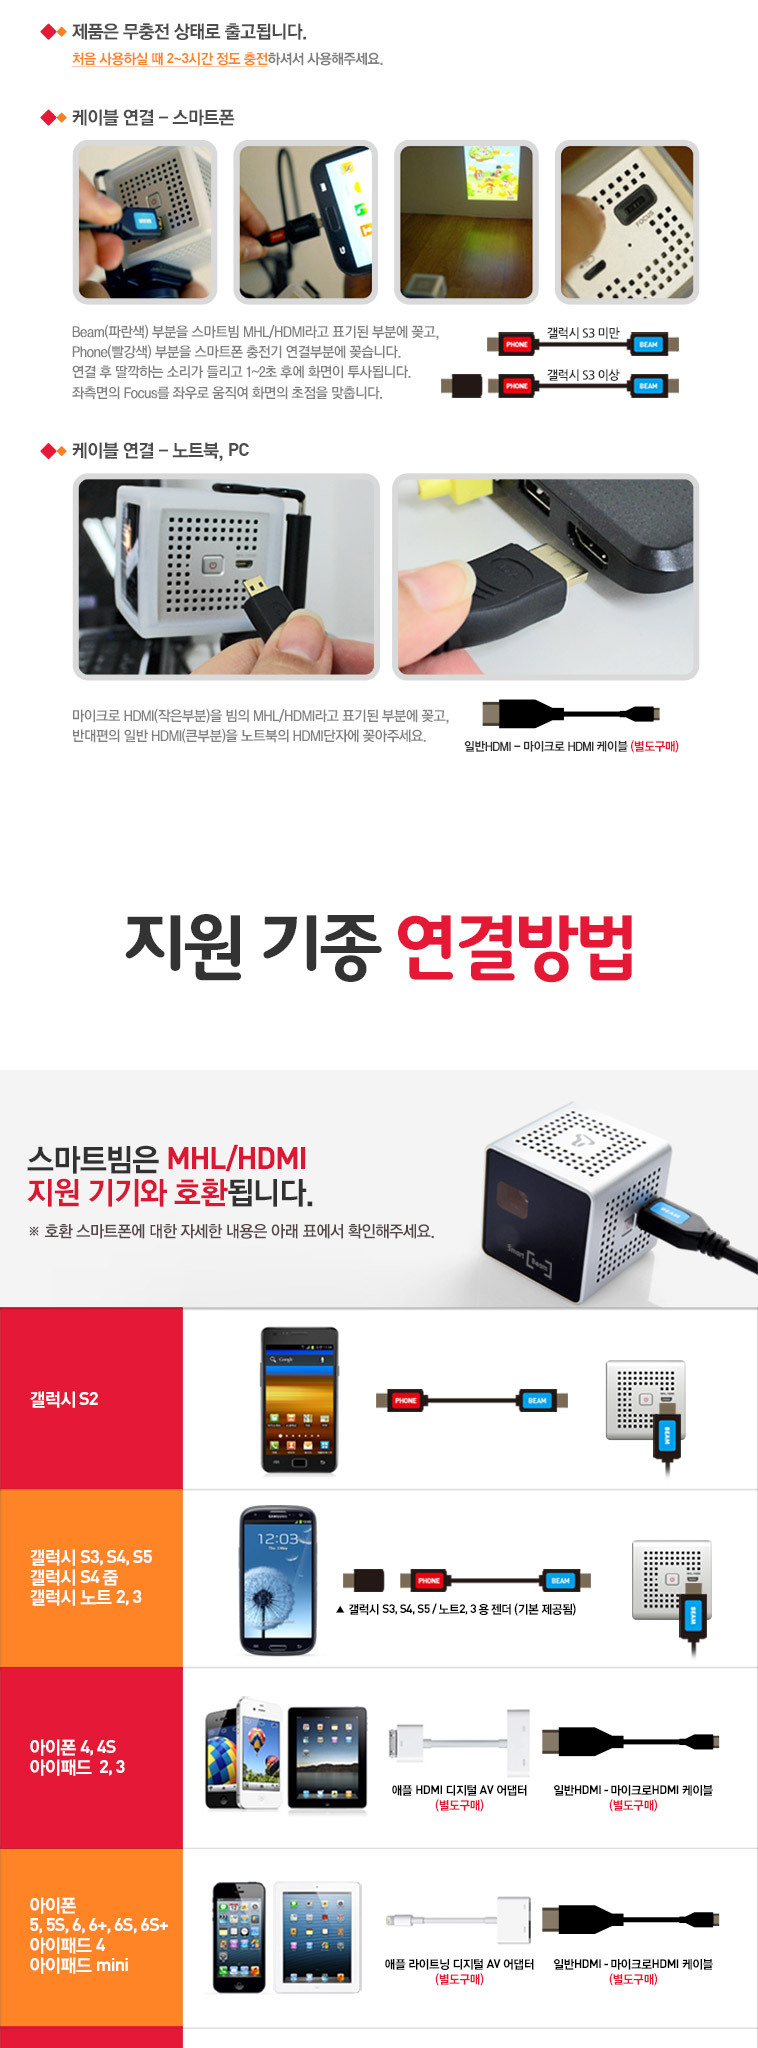 제품은 무충전 상태로 출고됩니다.
처음 사용하실 때 2~3시간 정도 충전하셔서 사용해주세요.
케이블 연결 – 스마트폰
FOCUS
Beam(파란색) 부분을 스마트빔 MHL/HDMI라고 표기된 부분에 꽂고,
Phone(빨강색) 부분을 스마트폰 충전기 연결부분에 꽂습니다.
연결 후 딸깍하는 소리가 들리고 1~2초 후에 화면이 투사됩니다.
좌측면의 Focus를 좌우로 움직여 화면의 초점을 맞춥니다.
갤럭시 S3 미만
PHONE BEAM
갤럭시 S3 이상
PHONE BEAM
케이블 연결 – 노트북, PC
마이크로 HDMI(작은부분)을 빔의 MHL/HDMI라고 표기된 부분에 꽂고,
반대편의 일반 HDMI(큰부분)을 노트북의 HDMI단자에 꽂아주세요.
일반HDMI – 마이크로 HDMI 케이블 (별도구매)
지원 기종 연결방법
스마트빔은 MHL/HDMI
지원 기기와 호환됩니다.
※ 호환 스마트폰에 대한 자세한 내용은 아래 표에서 확인해주세요.
BEAM
Smart Beam
갤럭시 S2
Google
PHONE BEAM
BEAM
갤럭시 S3, S4, S5
갤럭시 S4 줌
갤럭시 노트 2, 3
SAMSUNG
12:03
PHONE BEAM
▲ 갤럭시 S3, S4, S5 / 노트2, 3 용 젠더 (기본 제공됨)
BEAM
아이폰 4, 4S
아이패드 2, 3
애플 HDMI 디지털 AV 어댑터
(별도구매)
일반HDMI - 마이크로HDMI 케이블
(별도구매)
아이폰
5, 5S, 6, 6+, 6S, 6S+
아이패드 4
아이패드 mini
애플 라이트닝 디지털 AV 어댑터
(별도구매)
일반HDMI - 마이크로HDMI 케이블
(별도구매)